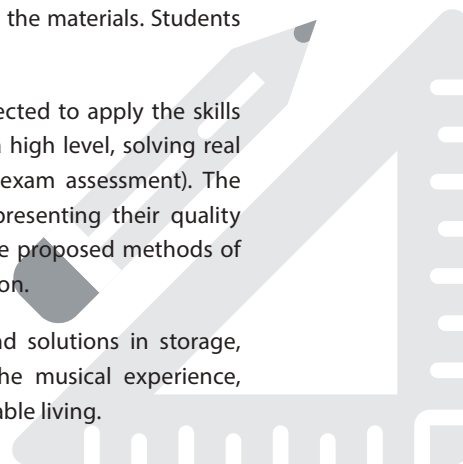 the materials. Students
ected to apply the skills
high level, solving real
exam assessment). The
presenting their quality
e proposed methods of
on.
nd solutions in storage,
he musical experience,
able living.